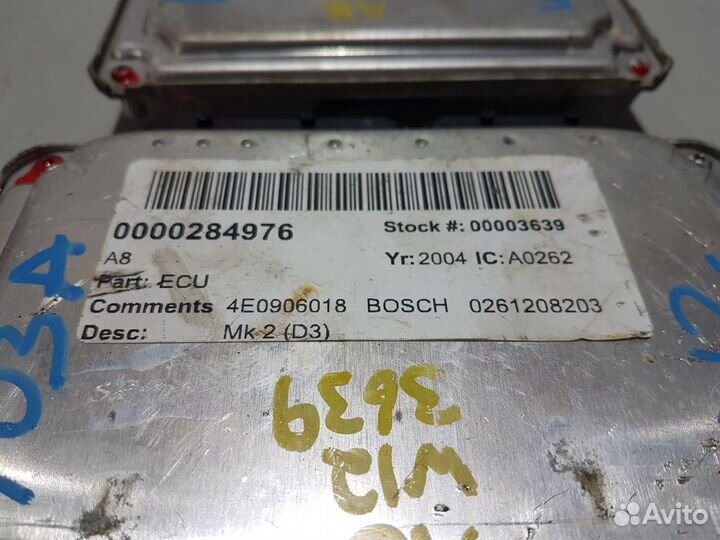 0000284976 Stock #: 00003639
A8 Yr: 2004 IC: A0262
Part: ECU
Comments 4E0906018 BOSCH 0261208203
Desc: Mk 2 (D3)
3639
W12
Avito